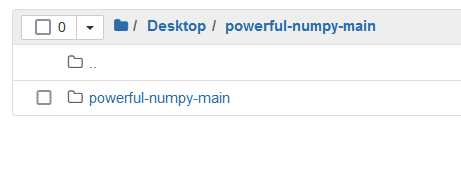 0 / Desktop / powerful-numpy-main
..
powerful-numpy-main